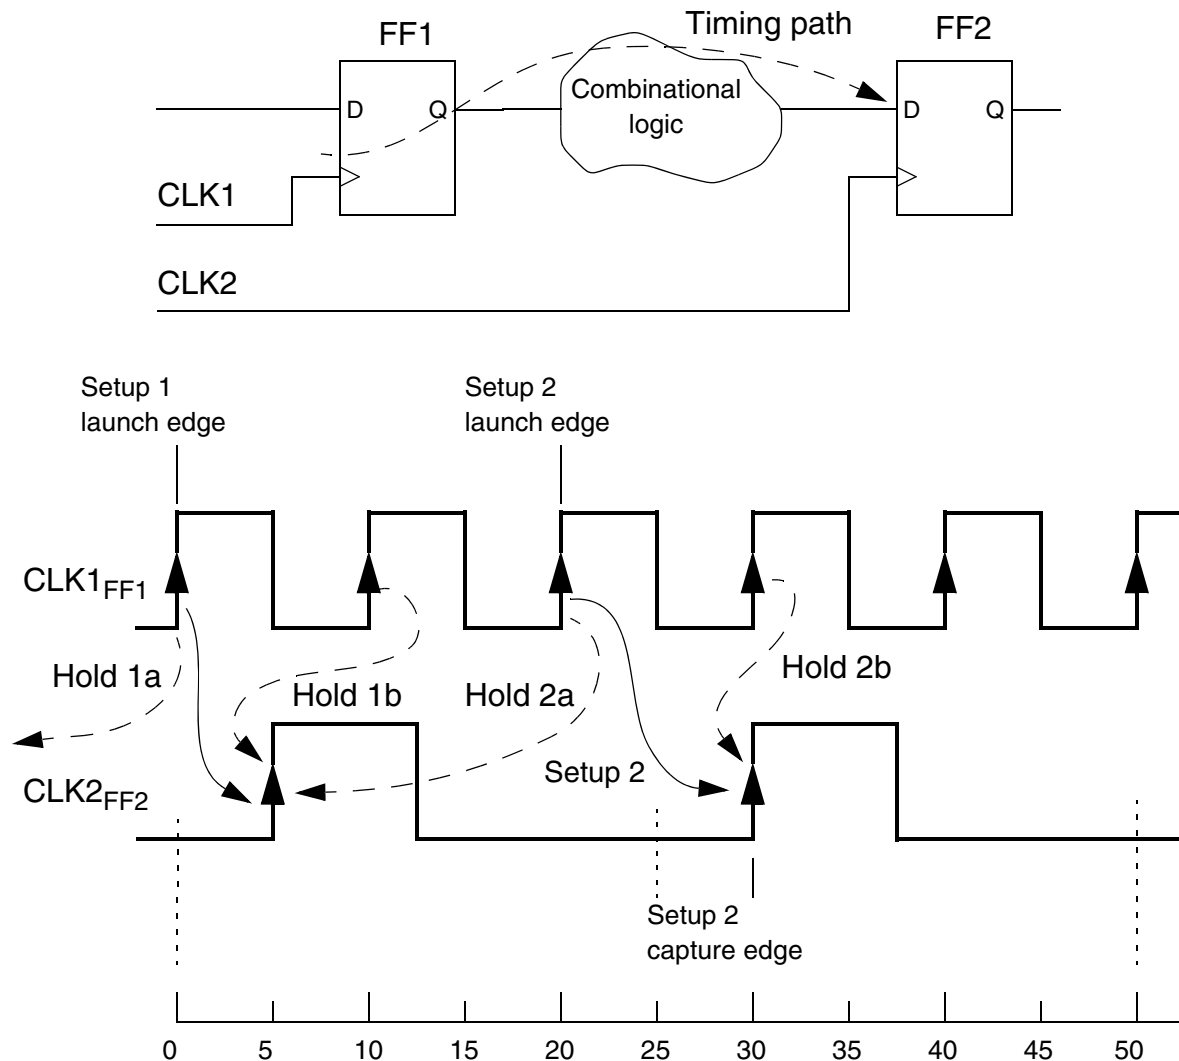 Timing path
FF1
FF2
Combinational
logic
D
Q
D
Q
CLK1
CLK2
Setup 1
launch edge
Setup 2
launch edge
CLK1FF1
Hold 1a
Hold 1b
Hold 2a
Hold 2b
Setup 2
CLK2FF2
Setup 2
capture edge
0 5 10 15 20 25 30 35 40 45 50